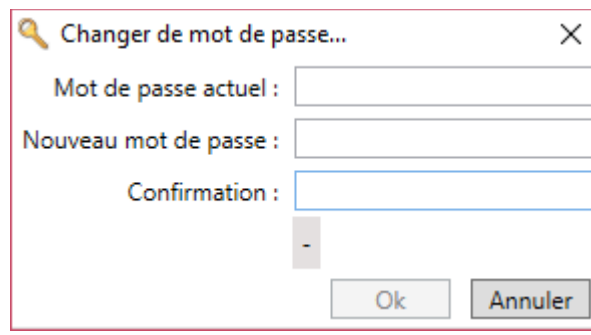 Changer de mot de passe...
Mot de passe actuel :
Nouveau mot de passe :
Confirmation :
-
Ok Annuler